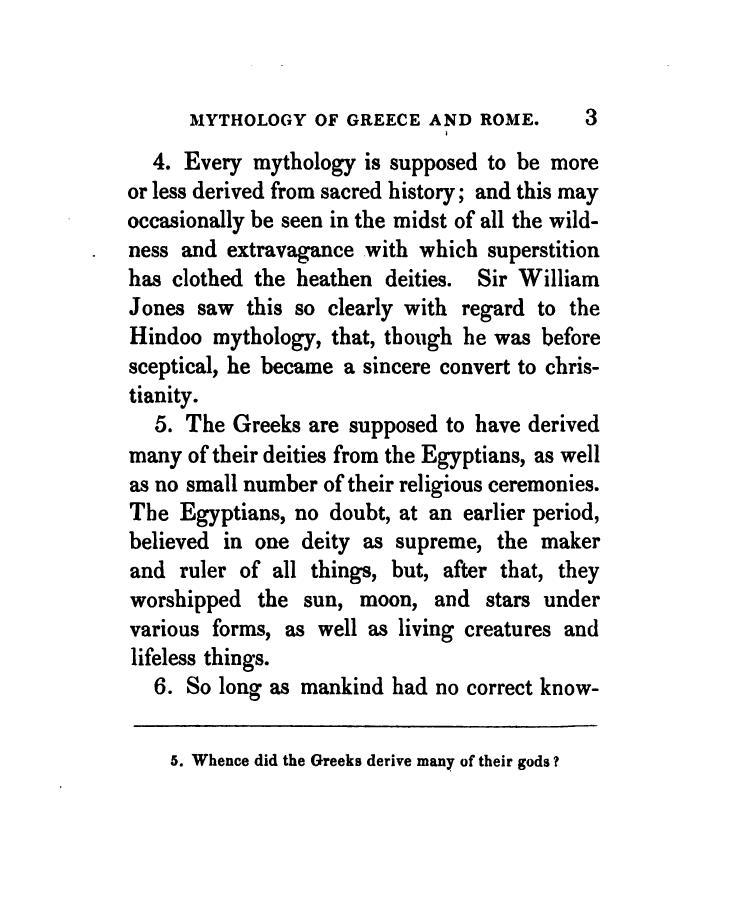 MYTHOLOGY OF GREECE AND ROME. 3
4. Every mythology is supposed to be more
or less derived from sacred history; and this may
occasionally be seen in the midst of all the wild-
ness and extravagance with which superstition
has clothed the heathen deities. Sir William
Jones saw this so clearly with regard to the
Hindoo mythology, that, though he was before
sceptical, he became a sincere convert to chris-
tianity.
5. The Greeks are supposed to have derived
many of their deities from the Egyptians, as well
as no small number of their religious ceremonies.
The Egyptians, no doubt, at an earlier period,
believed in one deity as supreme, the maker
and ruler of all things, but, after that, they
worshipped the sun, moon, and stars under
various forms, as well as living creatures and
lifeless things.
6. So long as mankind had no correct know-
5. Whence did the Greeks derive many of their gods?